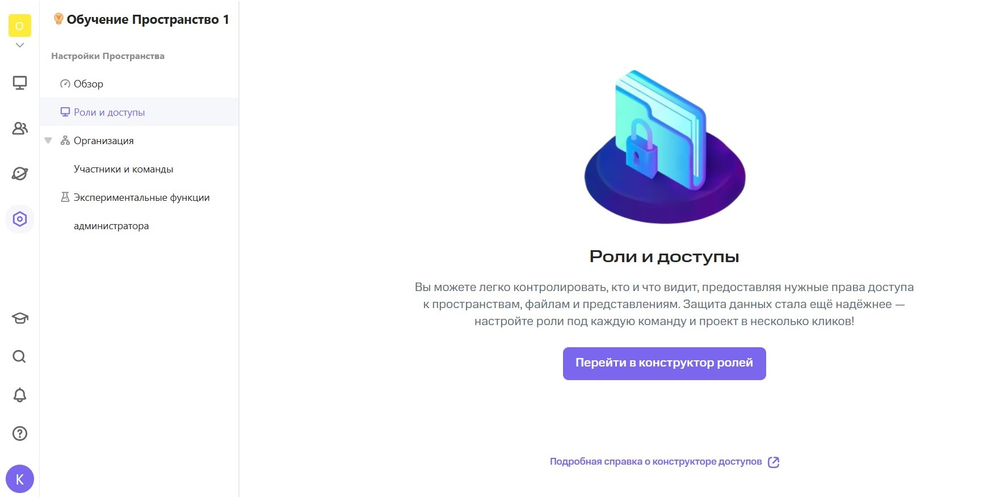 О
Обучение Пространство 1
Настройки Пространства
Обзор
Роли и доступы
Организация
Участники и команды
Экспериментальные функции
администратора
К
Роли и доступы
Вы можете легко контролировать, кто и что видит, предоставляя нужные права доступа
к пространствам, файлам и представлениям. Защита данных стала ещё надёжнее —
настройте роли под каждую команду и проект в несколько кликов!
Перейти в конструктор ролей
Подробная справка о конструкторе доступов